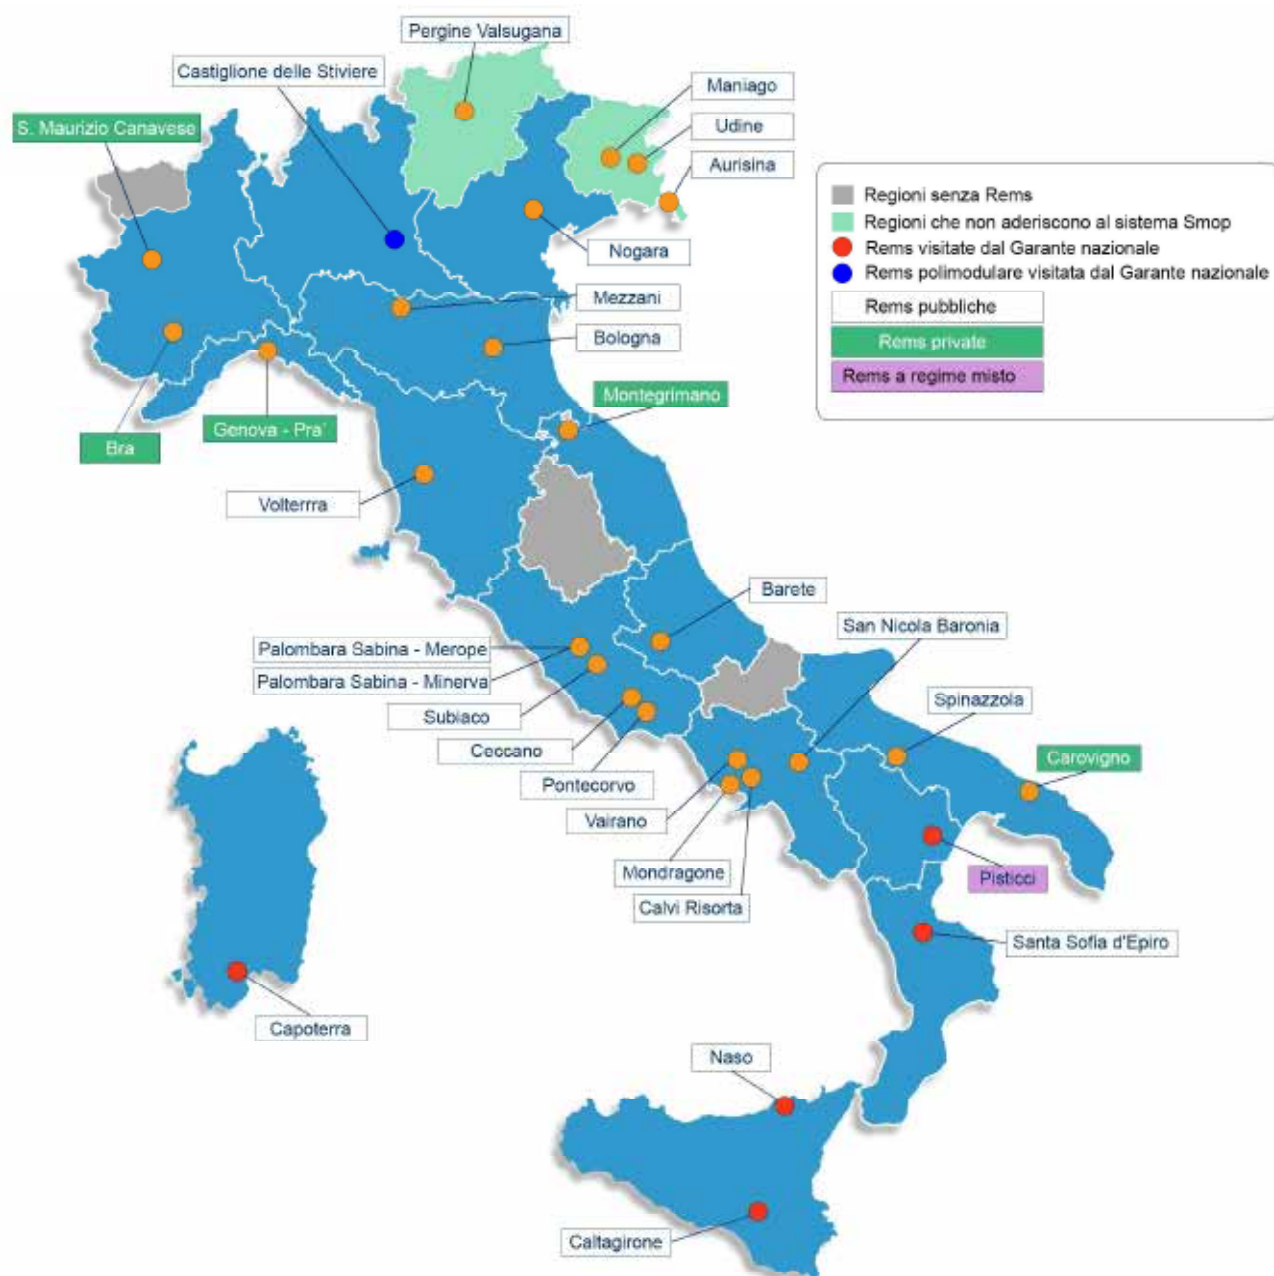 Pergine Valsugana
Castiglione delle Stiviere
Maniago
S. Maurizio Canavese
Udine
Aurisina
Regioni senza Rems
Regioni che non aderiscono al sistema Smop
Rems visitate dal Garante nazionale
Rems polimodulare visitata dal Garante nazionale
Rems pubbliche
Rems private
Rems a regime misto
Nogara
Mezzani
Bologna
Montegrimano
Genova - Pra'
Bra
Volterrra
Barete
San Nicola Baronia
Palombara Sabina - Merope
Palombara Sabina - Minerva
Spinazzola
Subiaco
Ceccano
Carovigno
Pontecorvo
Vairano
Mondragone
Pisticci
Calvi Risorta
Santa Sofia d'Epiro
Capoterra
Naso
Caltagirone